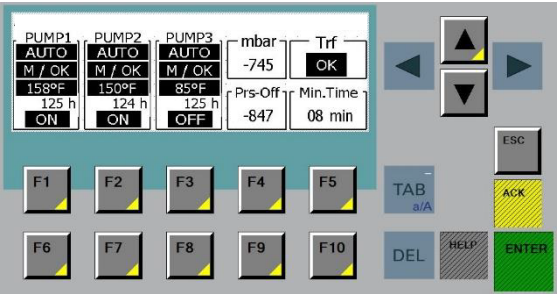 PUMP1 PUMP2 PUMP3 mbar Trf
AUTO AUTO AUTO -745 OK
M / OK M / OK M / OK
158°F 150°F 85°F Prs-Off Min.Time
125 h 124 h 125 h -847 08 min
ON ON OFF
ESC
F1 F2 F3 F4 F5 TAB ACK
a/A
F6 F7 F8 F9 F10 DEL HELP ENTER